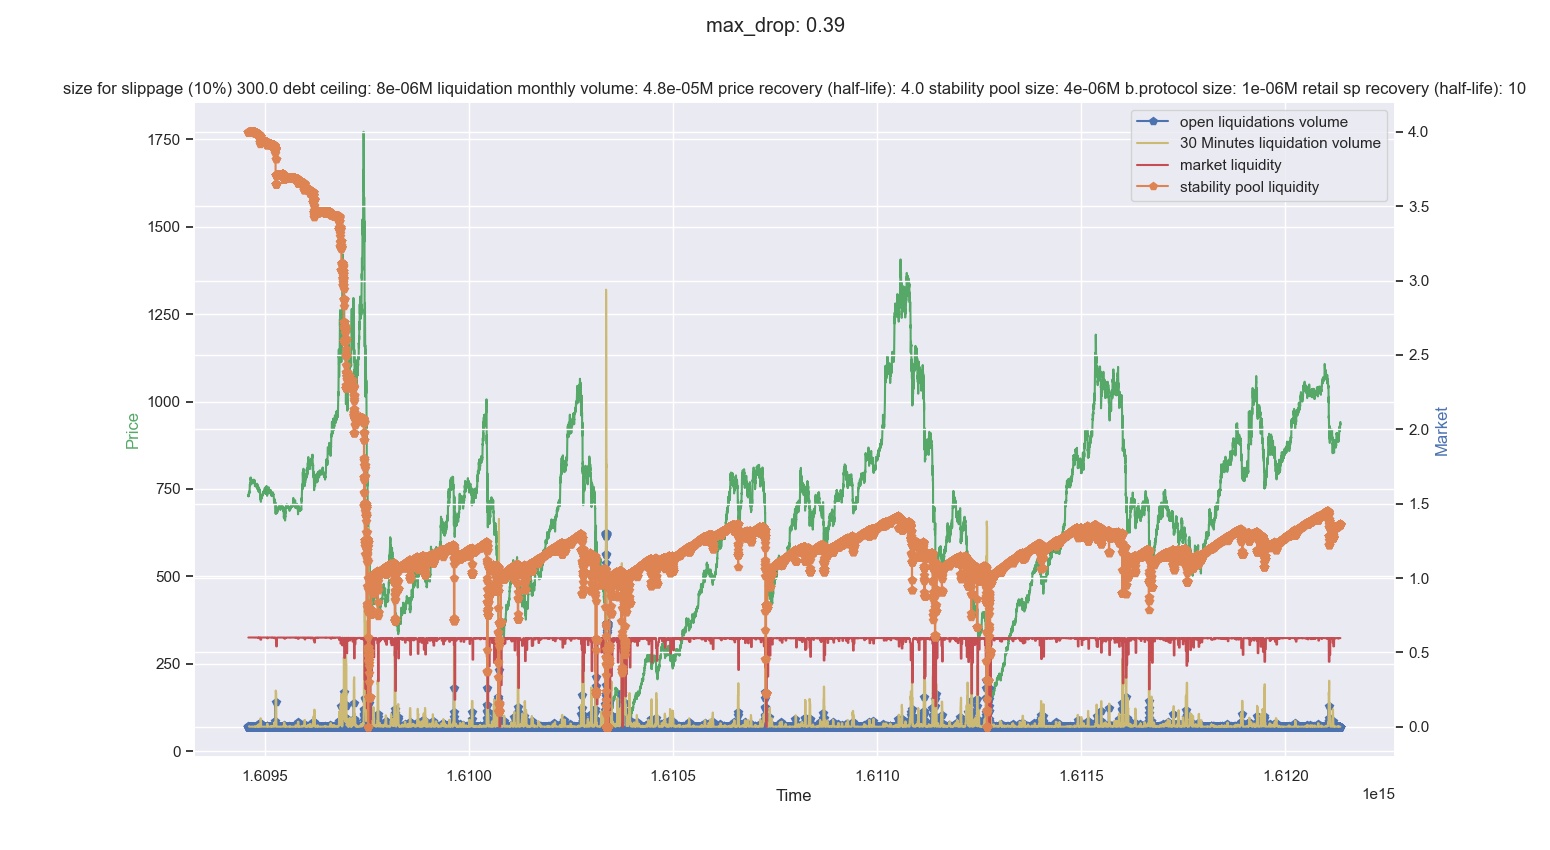 max_drop: 0.39
size for slippage (10%) 300.0 debt ceiling: 8e-06M liquidation monthly volume: 4.8e-05M price recovery (half-life): 4.0 stability pool size: 4e-06M b.protocol size: 1e-06M retail sp recovery (half-life): 10
open liquidations volume
30 Minutes liquidation volume
market liquidity
stability pool liquidity
1750
1500
1250
1000
750
500
250
0
Price
4.0
3.5
3.0
2.5
2.0
1.5
1.0
0.5
0.0
Market
1.6095 1.6100 1.6105 1.6110 1.6115 1.6120
Time
1e15